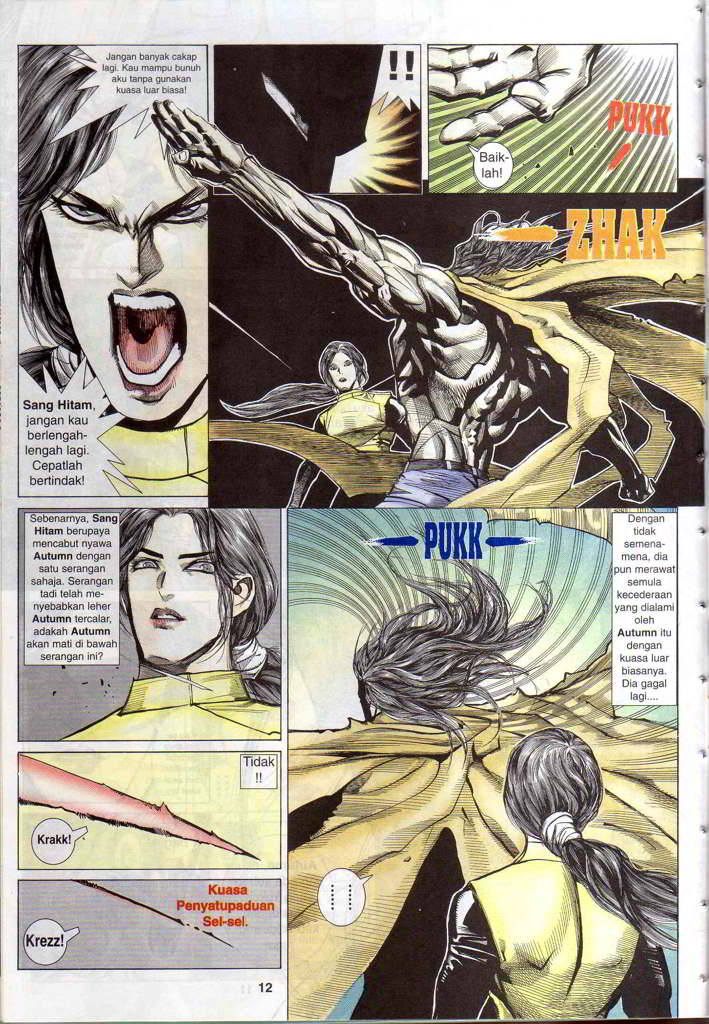 Jangan banyak cakap
lagi. Kau mampu bunuh
aku tanpa gunakan
kuasa luar biasa!
!!
PUKK
Baik-
lah!
ZHAK
Sang Hitam,
jangan kau
berlengah-
lengah lagi.
Cepatlah
bertindak!
Sebenarnya, Sang
Hitam berupaya
mencabut nyawa
Autumn dengan
satu serangan
sahaja. Serangan
tadi telah me-
nyebabkan leher
Autumn tercalar,
adakah Autumn
akan mati di bawah
serangan ini?
PUKK
Dengan
tidak
semena-
mena, dia
pun merawat
semula
kecederaan
yang dialami
oleh
Autumn itu
dengan
kuasa luar
biasanya.
Dia gagal
lagi....
Tidak
!!
Krakk!
Kuasa
Penyatupaduan
Sel-sel.
Krezz!
12